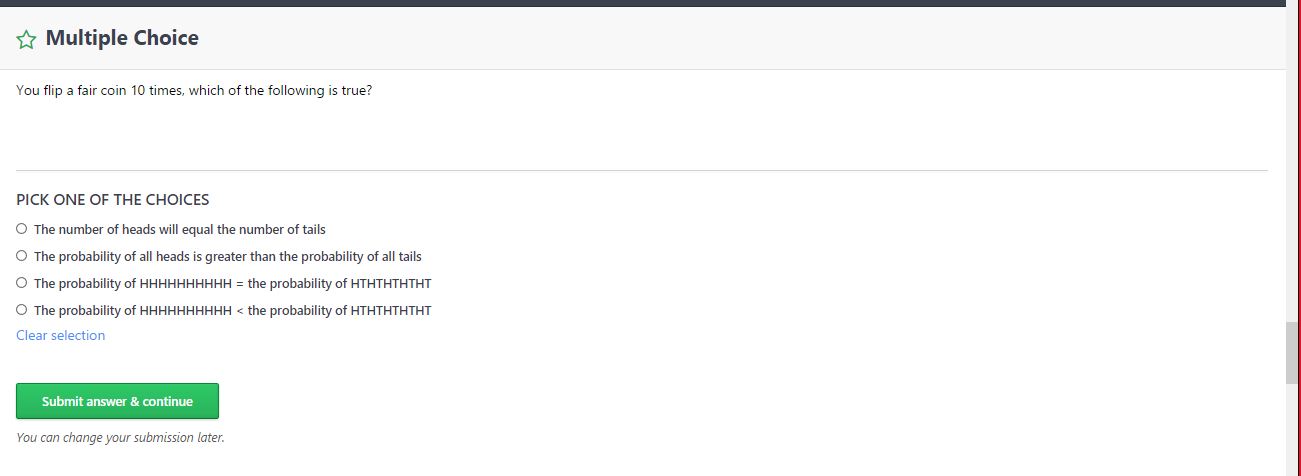 Multiple Choice
You flip a fair coin 10 times, which of the following is true?
PICK ONE OF THE CHOICES
The number of heads will equal the number of tails
The probability of all heads is greater than the probability of all tails
The probability of HHHHHHHHHH = the probability of HTHTHTHTHT
The probability of HHHHHHHHHH < the probability of HTHTHTHTHT
Clear selection
Submit answer & continue
You can change your submission later.